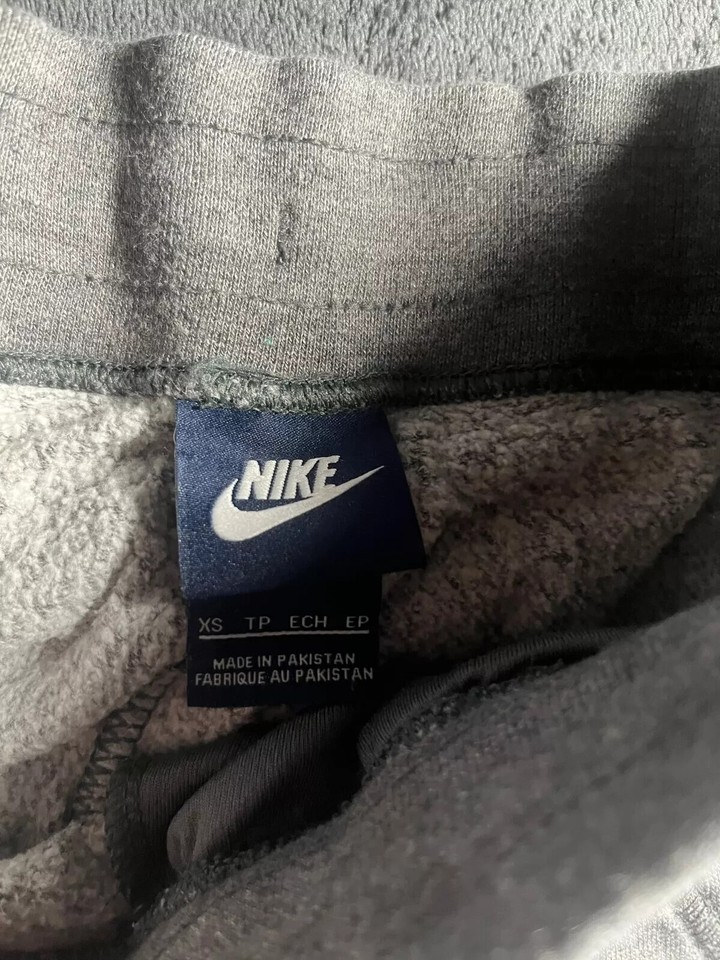 NIKE
XS TP ECH EP
MADE IN PAKISTAN
FABRIQUE AU PAKISTAN